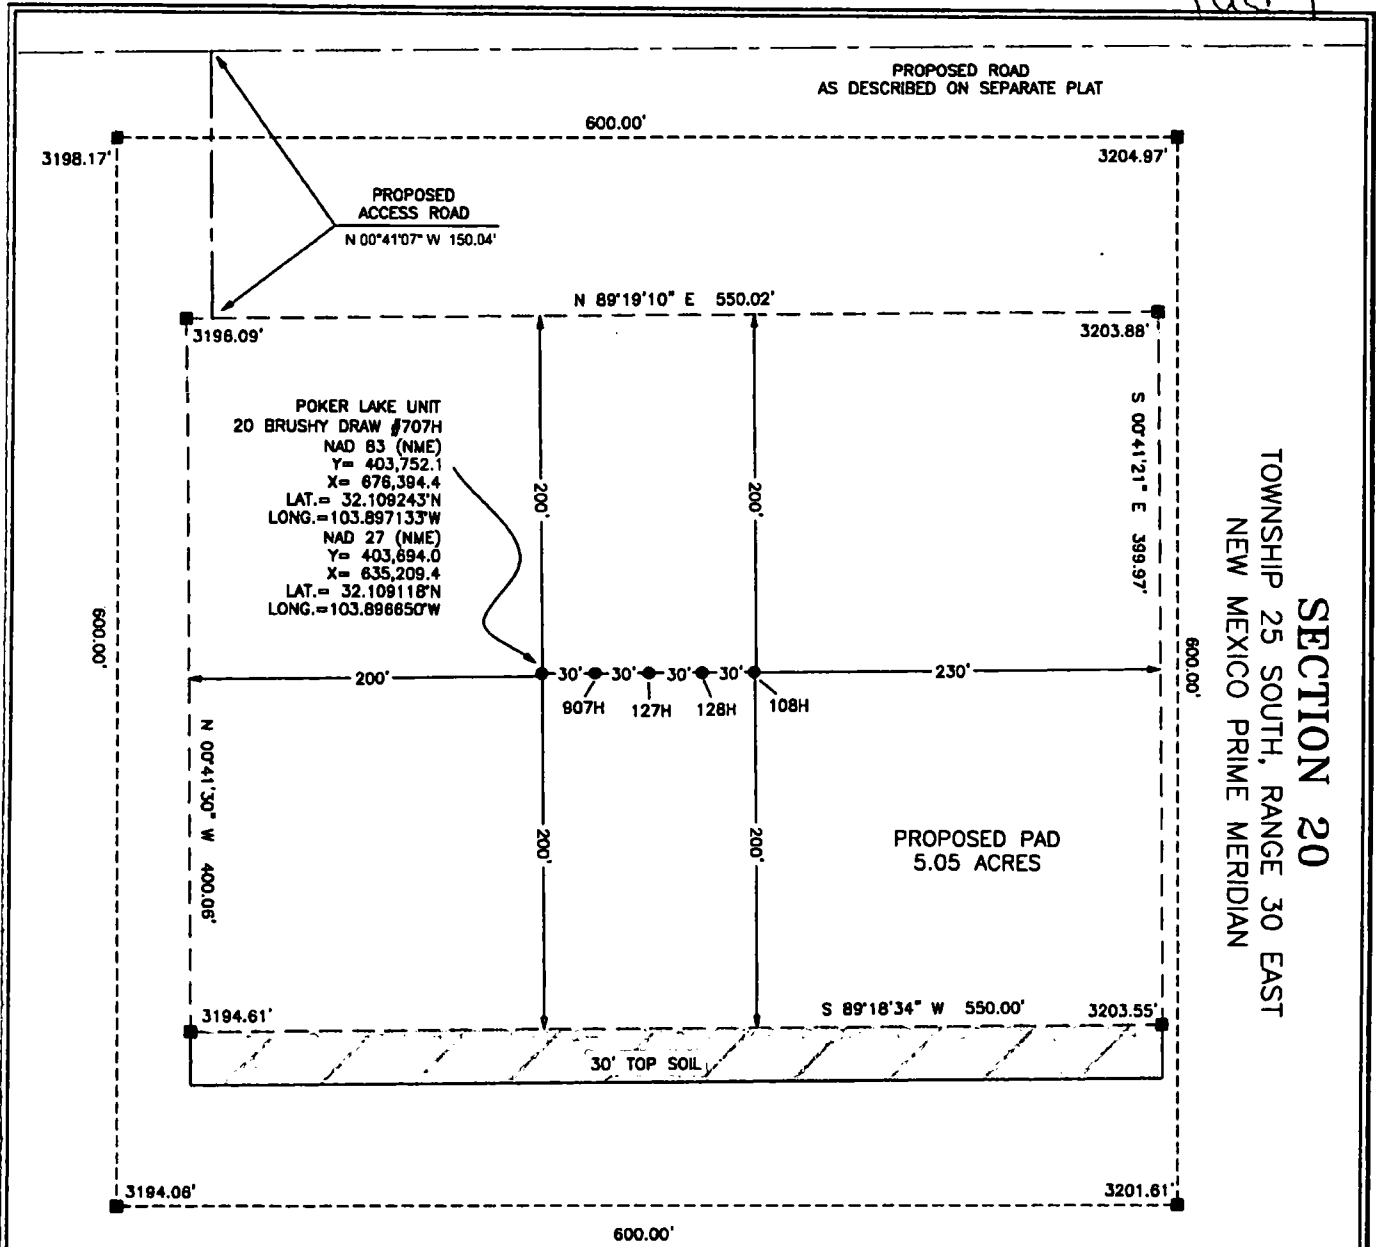 PROPOSED ROAD
AS DESCRIBED ON SEPARATE PLAT
600.00'
3198.17'
3204.97'
PROPOSED
ACCESS ROAD
N 00°41'07" W 150.04'
N 89°19'10" E 550.02'
3196.09'
3203.88'
POKER LAKE UNIT
20 BRUSHY DRAW #707H
NAD 83 (NME)
Y= 403,752.1
X= 676,394.4
LAT.= 32.109243°N
LONG.=103.897133°W
NAD 27 (NME)
Y= 403,694.0
X= 635,209.4
LAT.= 32.109118°N
LONG.=103.896650°W
200'
200'
S 00°41'21" E 399.97'
600.00'
600.00'
SECTION 20
TOWNSHIP 25 SOUTH, RANGE 30 EAST
NEW MEXICO PRIME MERIDIAN
200'
30'
30'
30'
30'
230'
907H
127H
128H
108H
N 00°41'30" W 400.06'
200'
200'
PROPOSED PAD
5.05 ACRES
3194.61'
S 89°18'34" W 550.00'
3203.55'
30' TOP SOIL
3194.06'
3201.61'
600.00'